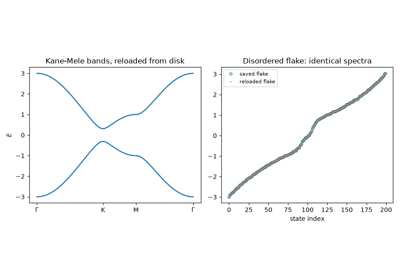 Kane-Mele bands, reloaded from disk
3
2
1
0
−1
−2
−3
E
Γ
K
M
Γ
Disordered flake: identical spectra
saved flake
reloaded flake
3
2
1
0
−1
−2
−3
0
25
50
75
100
125
150
175
200
state index